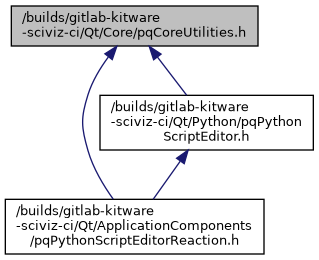 /builds/gitlab-kitware
-sciviz-ci/Qt/Core/pqCoreUtilities.h
/builds/gitlab-kitware
-sciviz-ci/Qt/Python/pqPython
ScriptEditor.h
/builds/gitlab-kitware
-sciviz-ci/Qt/ApplicationComponents
/pqPythonScriptEditorReaction.h